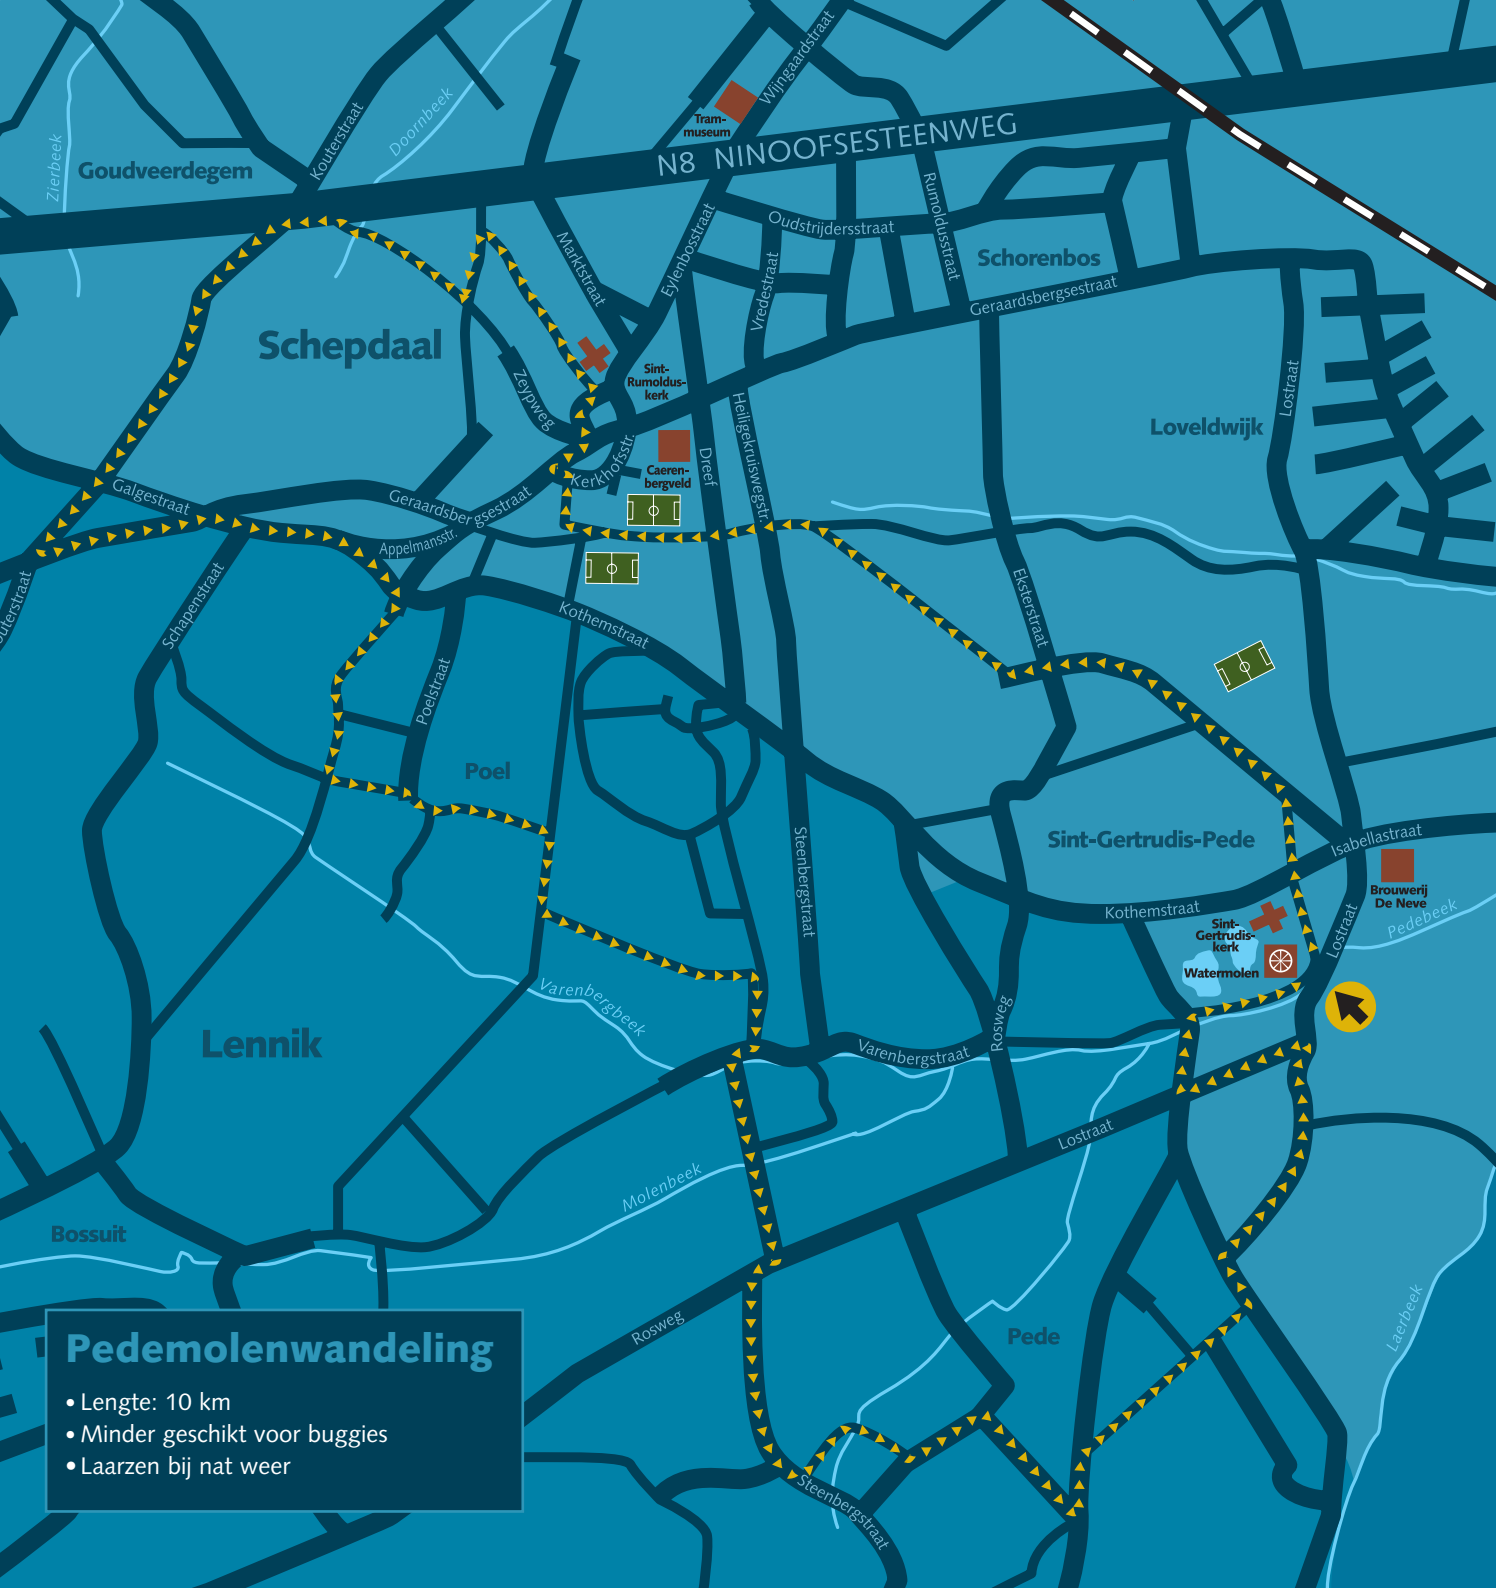 Wijngaardstraat
Tram-
museum
N8 NINOOFSESTEENWEG
Kouterstraat
Doornbeek
Zierbeek
Goudveerdegem
Rumoldusstraat
Oudstrijdersstraat
Eylenbosstraat
Marktstraat
Schorenbos
Vredestraat
Geraardsbergsestraat
Schepdaal
Sint-
Rumoldus-
kerk
Zeypweg
Lostraat
Heiligekruiswegstr.
Loveldwijk
Kerkhofsstr.
Caeren-
bergveld
Dreef
Galgestraat
Geraardsbergsestraat
Appelmansstr.
Schapenstraat
Kothemstraat
Eksterstraat
Poelstraat
Poel
Steenbergstraat
Sint-Gertrudis-Pede
Isabellastraat
Brouwerij
De Neve
Kothemstraat
Pedebeek
Lostraat
Sint-
Gertrudis-
kerk
Watermolen
Varenbergbeek
Lennik
Rosweg
Varenbergstraat
Lostraat
Molenbeek
Bossuit
Rosweg
Pede
Laerbeek
Steenbergstraat
Pedemolenwandeling
• Lengte: 10 km
• Minder geschikt voor buggies
• Laarzen bij nat weer